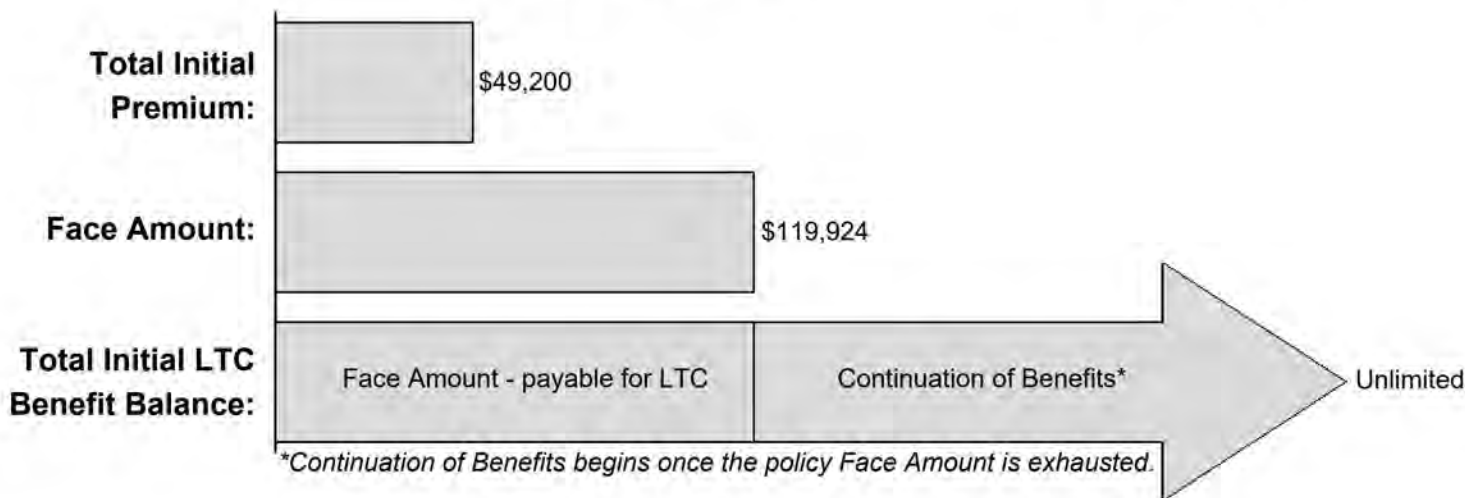 Total Initial
Premium:
$49,200
Face Amount:
$119,924
Total Initial LTC
Benefit Balance:
Face Amount - payable for LTC
Continuation of Benefits*
Unlimited
*Continuation of Benefits begins once the policy Face Amount is exhausted.